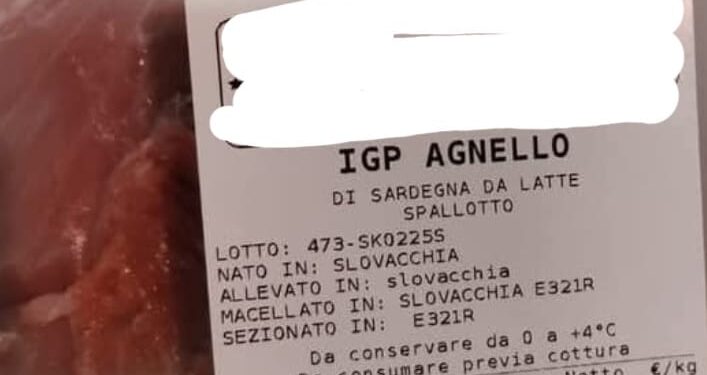 IGP AGNELLO
DI SARDEGNA DA LATTE
SPALLOTTO
LOTTO: 473-SK0225S
NATO IN: SLOVACCHIA
ALLEVATO IN: slovacchia
MACELLATO IN: SLOVACCHIA E321R
SEZIONATO IN: E321R
Da conservare da 0 a +4°C
consumare previa cottura
Netto €/kg